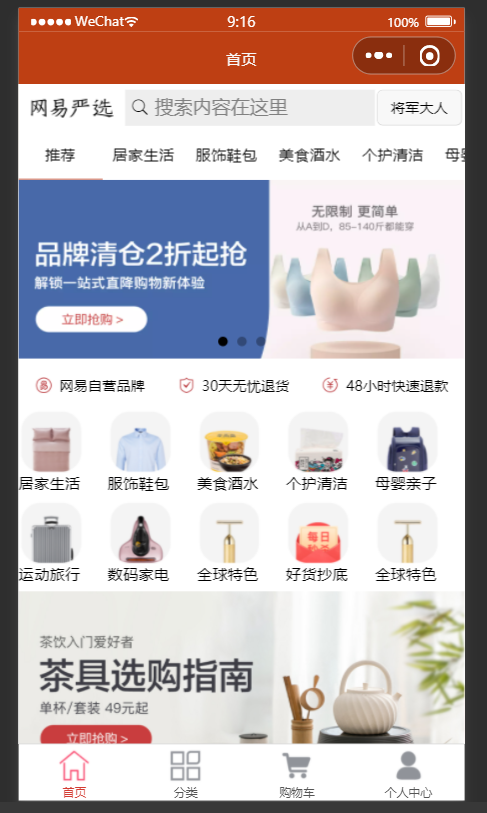 WeChat 9:16 100%
首页
网易严选 搜索内容在这里 将军大人
推荐 居家生活 服饰鞋包 美食酒水 个护清洁 母婴
无限制 更简单
从A到D，85-140斤都能穿
品牌清仓2折起抢
解锁一站式直降购物新体验
立即抢购 >
网易自营品牌 30天无忧退货 48小时快速退款
居家生活 服饰鞋包 美食酒水 个护清洁 母婴亲子
每日
运动旅行 数码家电 全球特色 好货抄底 全球特色
茶饮入门爱好者
茶具选购指南
单杯/套装 49元起
立即抢购 >
首页 分类 购物车 个人中心